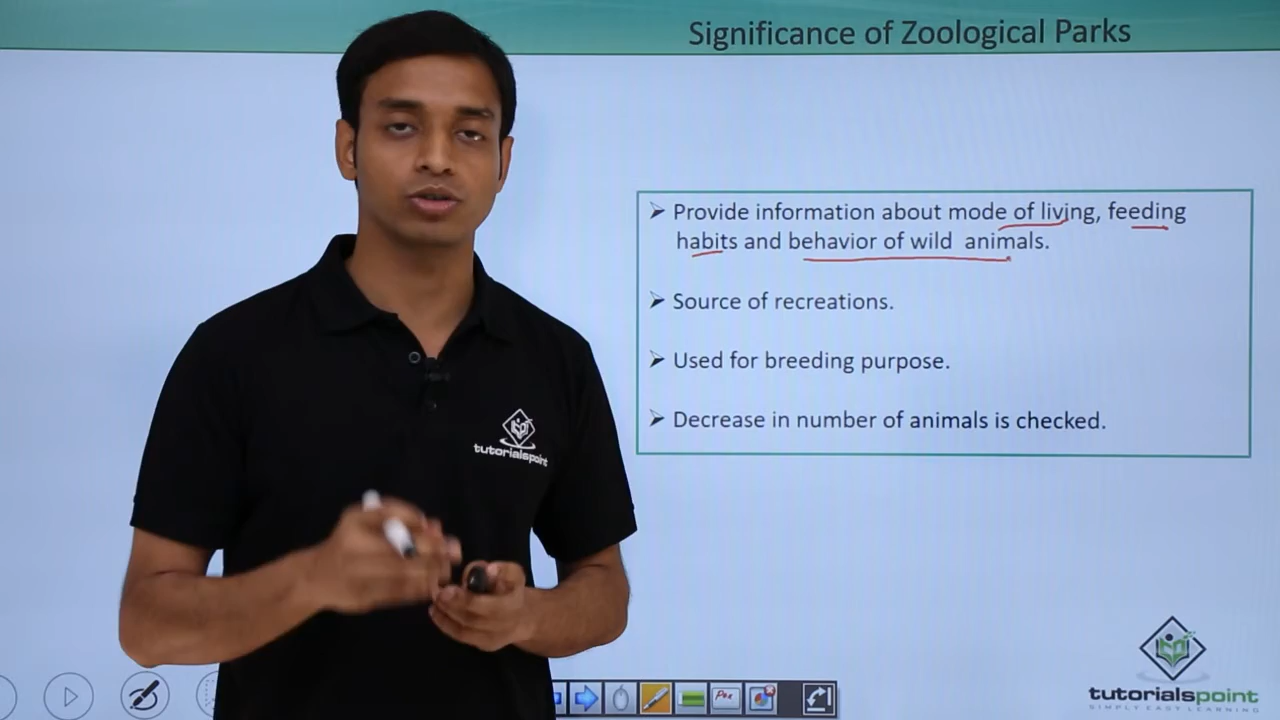 Significance of Zoological Parks
➢ Provide information about mode of living, feeding
habits and behavior of wild  animals.
➢ Source of recreations.
➢ Used for breeding purpose.
➢ Decrease in number of animals is checked.
tutorialspoint
Pen
tutorialspoint
SIMPLY EASY LEARNING